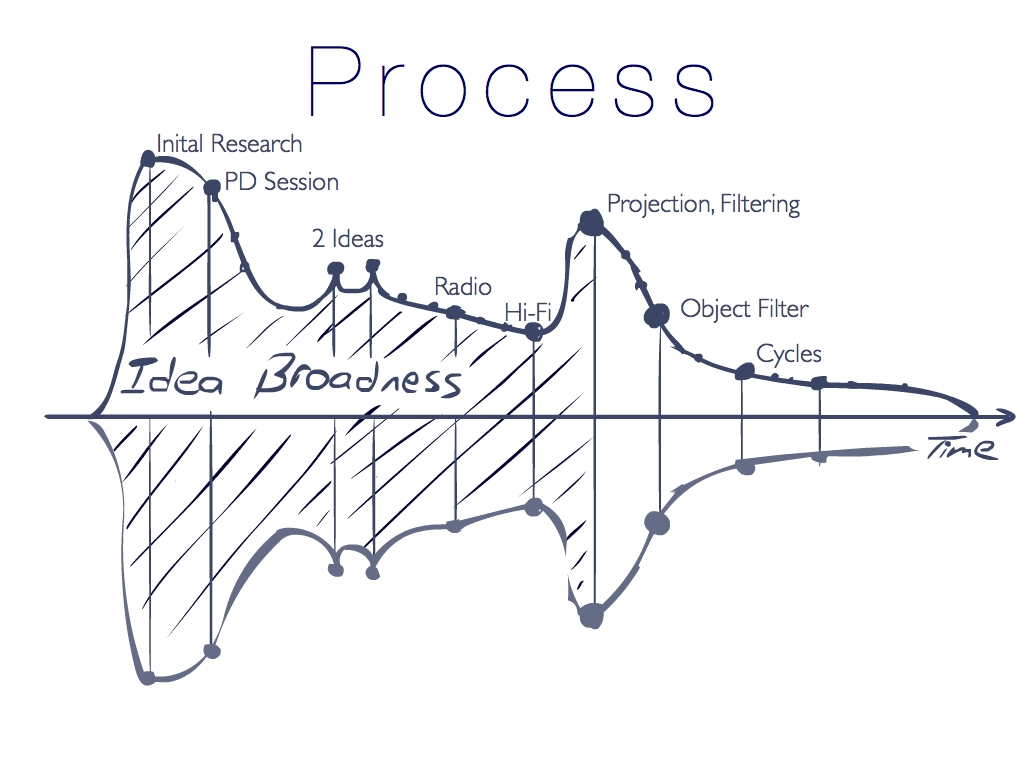 Process
Inital Research
PD Session
2 Ideas
Radio
Hi-Fi
Projection, Filtering
Object Filter
Cycles
Idea Broadness
Time